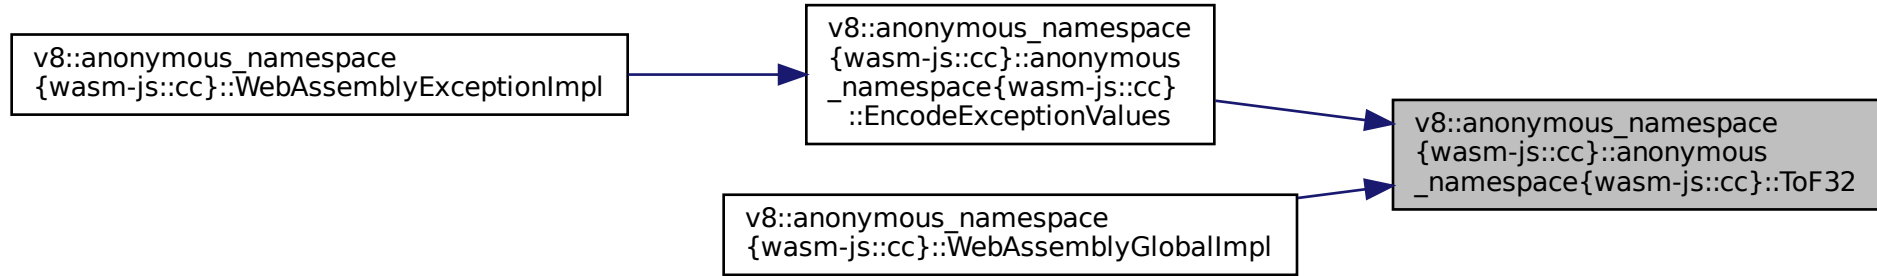 v8::anonymous_namespace
{wasm-js::cc}::WebAssemblyExceptionImpl
v8::anonymous_namespace
{wasm-js::cc}::anonymous
_namespace{wasm-js::cc}
::EncodeExceptionValues
v8::anonymous_namespace
{wasm-js::cc}::WebAssemblyGlobalImpl
v8::anonymous_namespace
{wasm-js::cc}::anonymous
_namespace{wasm-js::cc}::ToF32